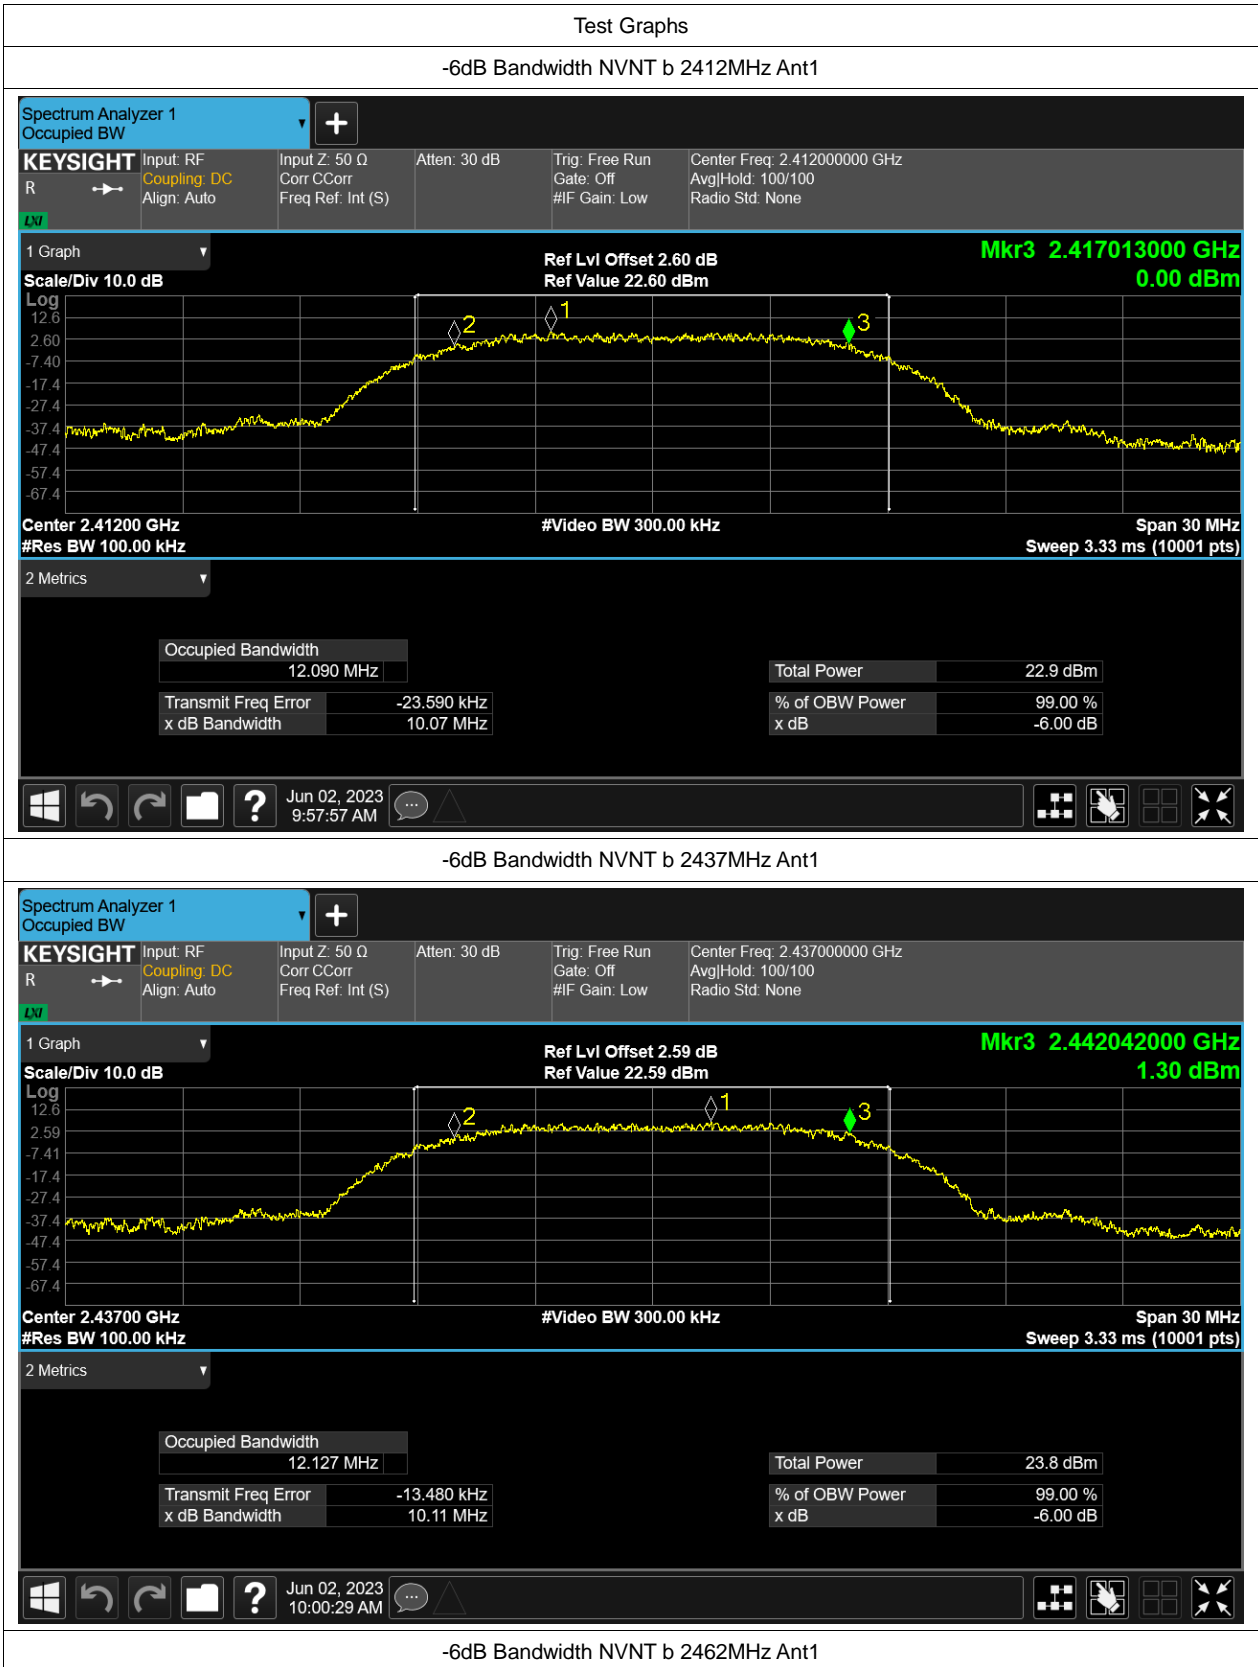 Test Graphs
-6dB Bandwidth NVNT b 2412MHz Ant1
Spectrum Analyzer 1
Occupied BW
KEYSIGHT
R
LXI
Input: RF
Coupling: DC
Align: Auto
Input Z: 50 Ω
Corr CCorr
Freq Ref: Int (S)
Atten: 30 dB
Trig: Free Run
Gate: Off
#IF Gain: Low
Center Freq: 2.412000000 GHz
Avg|Hold: 100/100
Radio Std: None
1 Graph
Scale/Div 10.0 dB
Ref Lvl Offset 2.60 dB
Ref Value 22.60 dBm
Mkr3 2.417013000 GHz
0.00 dBm
Log
12.6
2.60
-7.40
-17.4
-27.4
-37.4
-47.4
-57.4
-67.4
2
1
3
Center 2.41200 GHz
#Res BW 100.00 kHz
#Video BW 300.00 kHz
Span 30 MHz
Sweep 3.33 ms (10001 pts)
2 Metrics
Occupied Bandwidth
12.090 MHz
Transmit Freq Error -23.590 kHz
x dB Bandwidth 10.07 MHz
Total Power 22.9 dBm
% of OBW Power 99.00 %
x dB -6.00 dB
?
Jun 02, 2023
9:57:57 AM
-6dB Bandwidth NVNT b 2437MHz Ant1
Spectrum Analyzer 1
Occupied BW
KEYSIGHT
R
LXI
Input: RF
Coupling: DC
Align: Auto
Input Z: 50 Ω
Corr CCorr
Freq Ref: Int (S)
Atten: 30 dB
Trig: Free Run
Gate: Off
#IF Gain: Low
Center Freq: 2.437000000 GHz
Avg|Hold: 100/100
Radio Std: None
1 Graph
Scale/Div 10.0 dB
Ref Lvl Offset 2.59 dB
Ref Value 22.59 dBm
Mkr3 2.442042000 GHz
1.30 dBm
Log
12.6
2.59
-7.41
-17.4
-27.4
-37.4
-47.4
-57.4
-67.4
2
1
3
Center 2.43700 GHz
#Res BW 100.00 kHz
#Video BW 300.00 kHz
Span 30 MHz
Sweep 3.33 ms (10001 pts)
2 Metrics
Occupied Bandwidth
12.127 MHz
Transmit Freq Error -13.480 kHz
x dB Bandwidth 10.11 MHz
Total Power 23.8 dBm
% of OBW Power 99.00 %
x dB -6.00 dB
?
Jun 02, 2023
10:00:29 AM
-6dB Bandwidth NVNT b 2462MHz Ant1